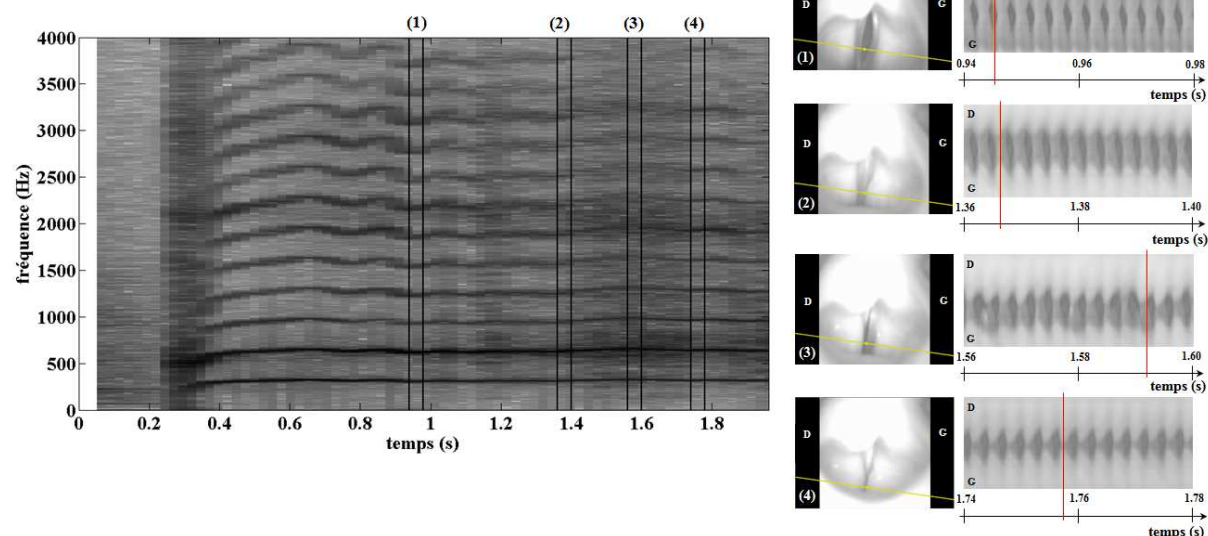 (1) (2) (3) (4)
4000
3500
3000
2500
2000
1500
1000
500
0
fréquence (Hz)
0 0.2 0.4 0.6 0.8 1 1.2 1.4 1.6 1.8
temps (s)
D G
(1)
G
0.94 0.96 0.98
temps (s)
D G
(2)
D
G
1.36 1.38 1.40
temps (s)
D G
(3)
D
G
1.56 1.58 1.60
temps (s)
D G
(4)
D
G
1.74 1.76 1.78
temps (s)